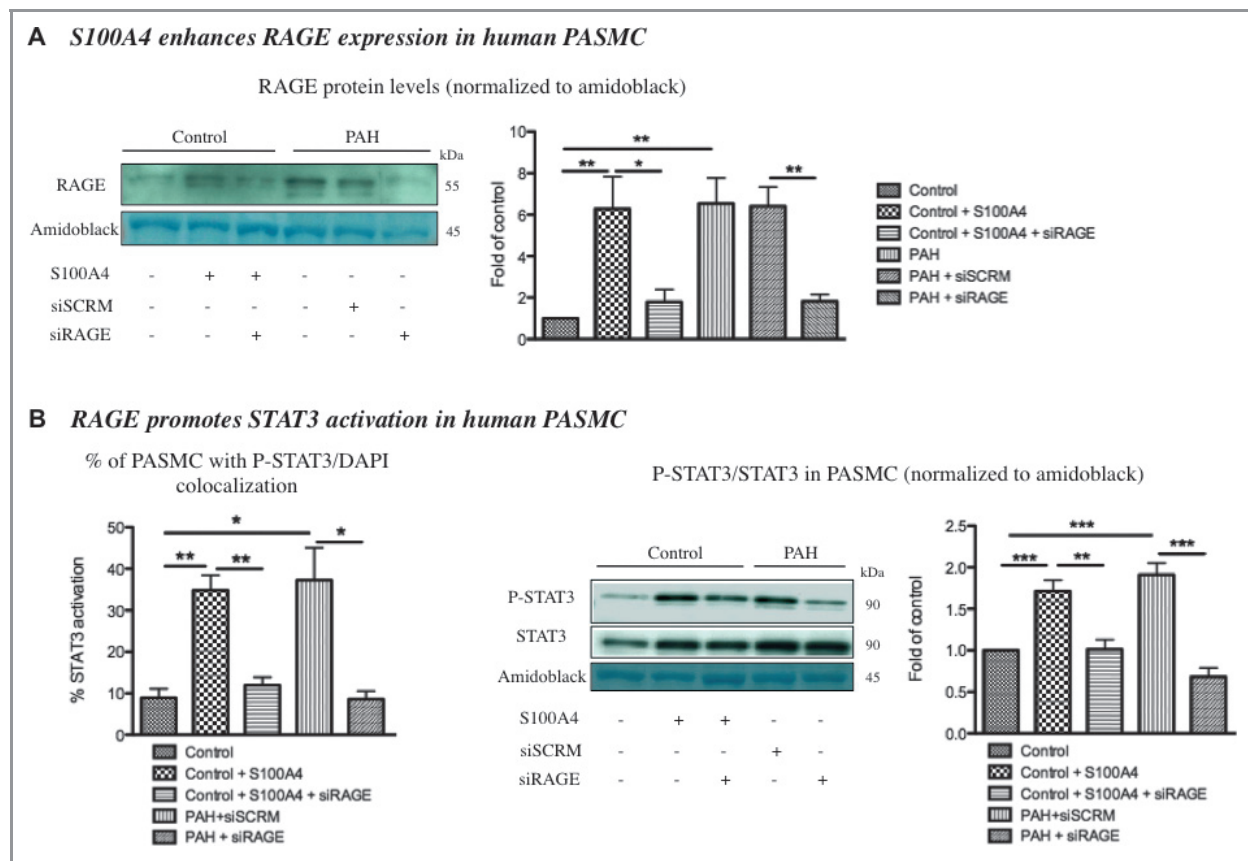 A S100A4 enhances RAGE expression in human PASMC
RAGE protein levels (normalized to amidoblack)
Control PAH
kDa
RAGE 55
Amidoblack 45
S100A4 - + + - - -
siSCRM - - - - + -
siRAGE - - + - - +
Fold of control
10
8
6
4
2
0
** * ** **
Control
Control + S100A4
Control + S100A4 + siRAGE
PAH
PAH + siSCRM
PAH + siRAGE
B RAGE promotes STAT3 activation in human PASMC
% of PASMC with P-STAT3/DAPI
colocalization
% STAT3 activation
50
40
30
20
10
0
** ** * *
Control
Control + S100A4
Control + S100A4 + siRAGE
PAH+siSCRM
PAH + siRAGE
P-STAT3/STAT3 in PASMC (normalized to amidoblack)
Control PAH
kDa
P-STAT3 90
STAT3 90
Amidoblack 45
S100A4 - + + - -
siSCRM - - - + -
siRAGE - - + - +
Fold of control
2.5
2.0
1.5
1.0
0.5
0.0
*** ** *** ***
Control
Control + S100A4
Control + S100A4 + siRAGE
PAH+siSCRM
PAH + siRAGE